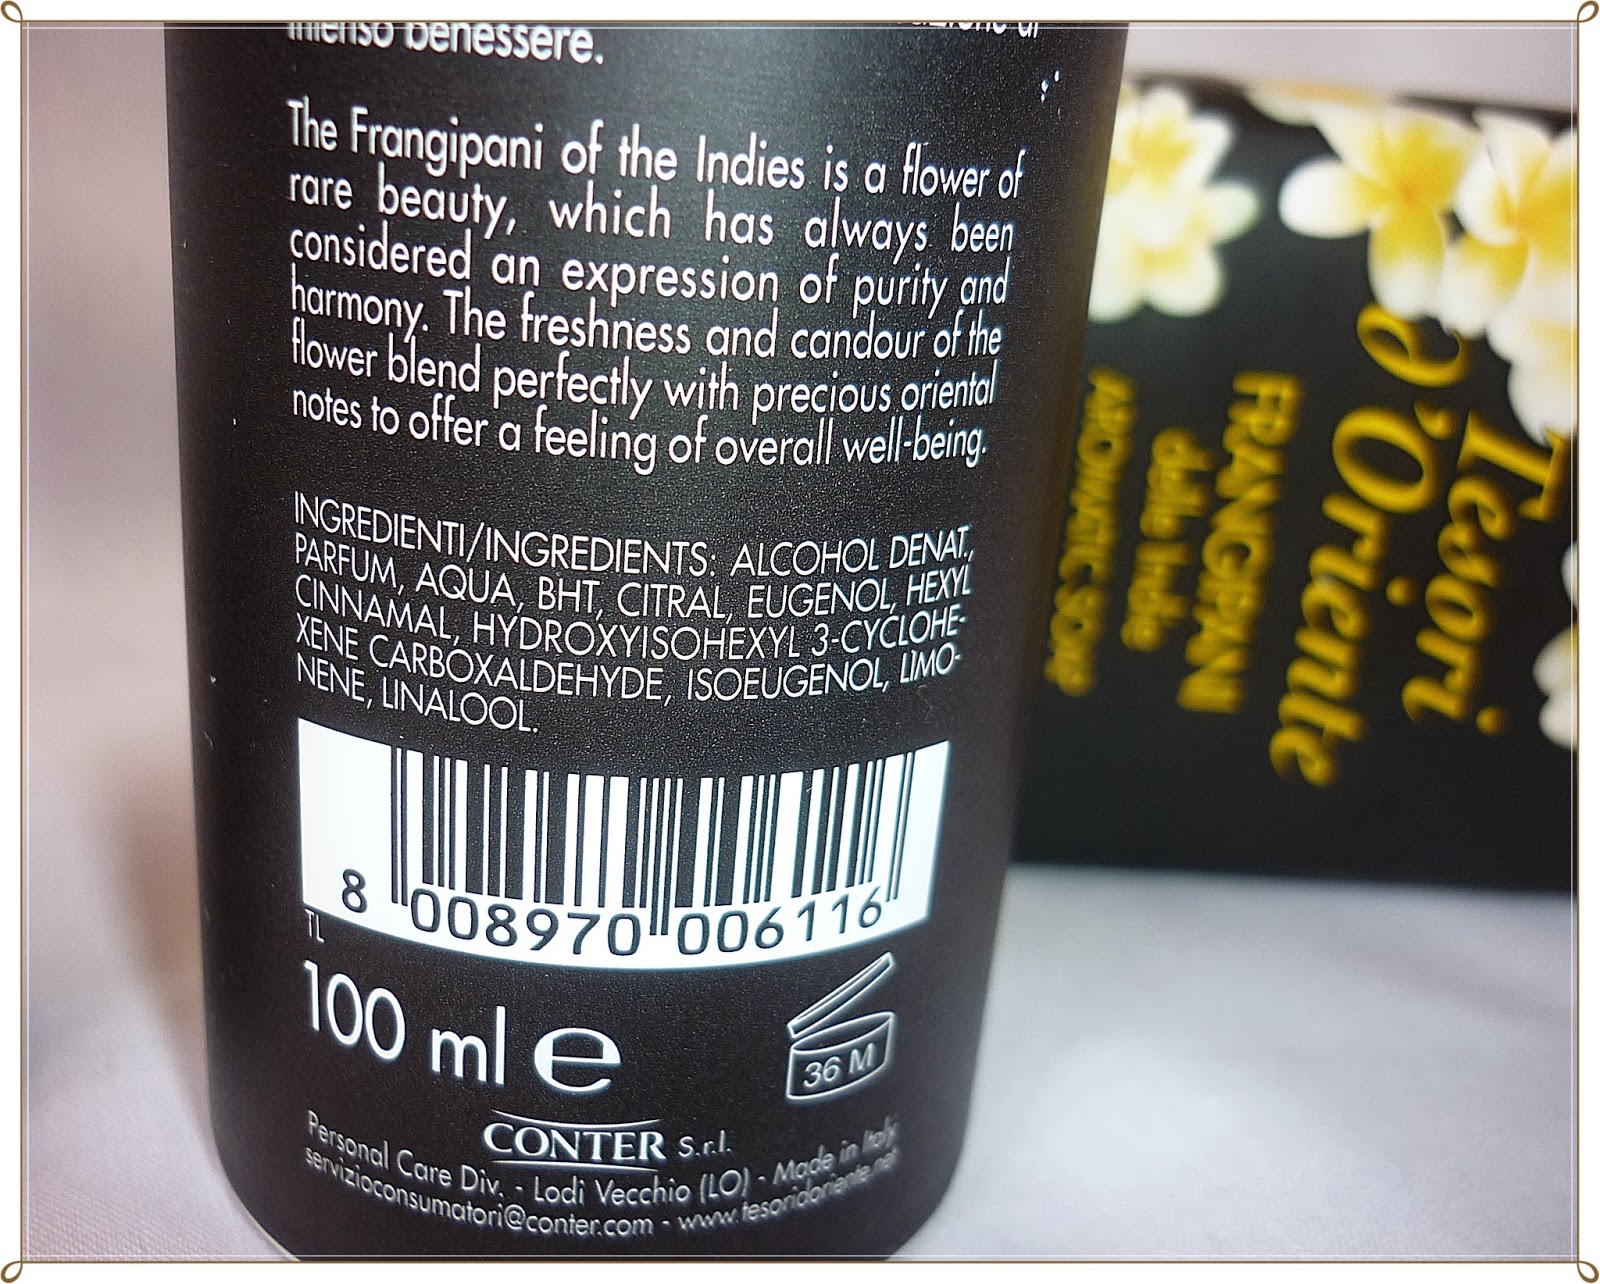 intenso benessere.
The Frangipani of the Indies is a flower of
rare beauty, which has always been
considered an expression of purity and
harmony. The freshness and candour of the
flower blend perfectly with precious oriental
notes to offer a feeling of overall well-being.
INGREDIENTI/INGREDIENTS: ALCOHOL DENAT.,
PARFUM, AQUA, BHT, CITRAL, EUGENOL, HEXYL
CINNAMAL, HYDROXYISOHEXYL 3-CYCLOHE-
XENE CARBOXALDEHYDE, ISOEUGENOL, LIMO-
NENE, LINALOOL.
8 008970 006116
TL
100 ml e
36 M
CONTER S.r.l.
Personal Care Div. - Lodi Vecchio (LO) - Made in Italy
servizioconsumatori@conter.com - www.tesoridoriente.net
Tesori
d'Oriente
FRANGIPANI
delle Indie
AROMATIC SOAP